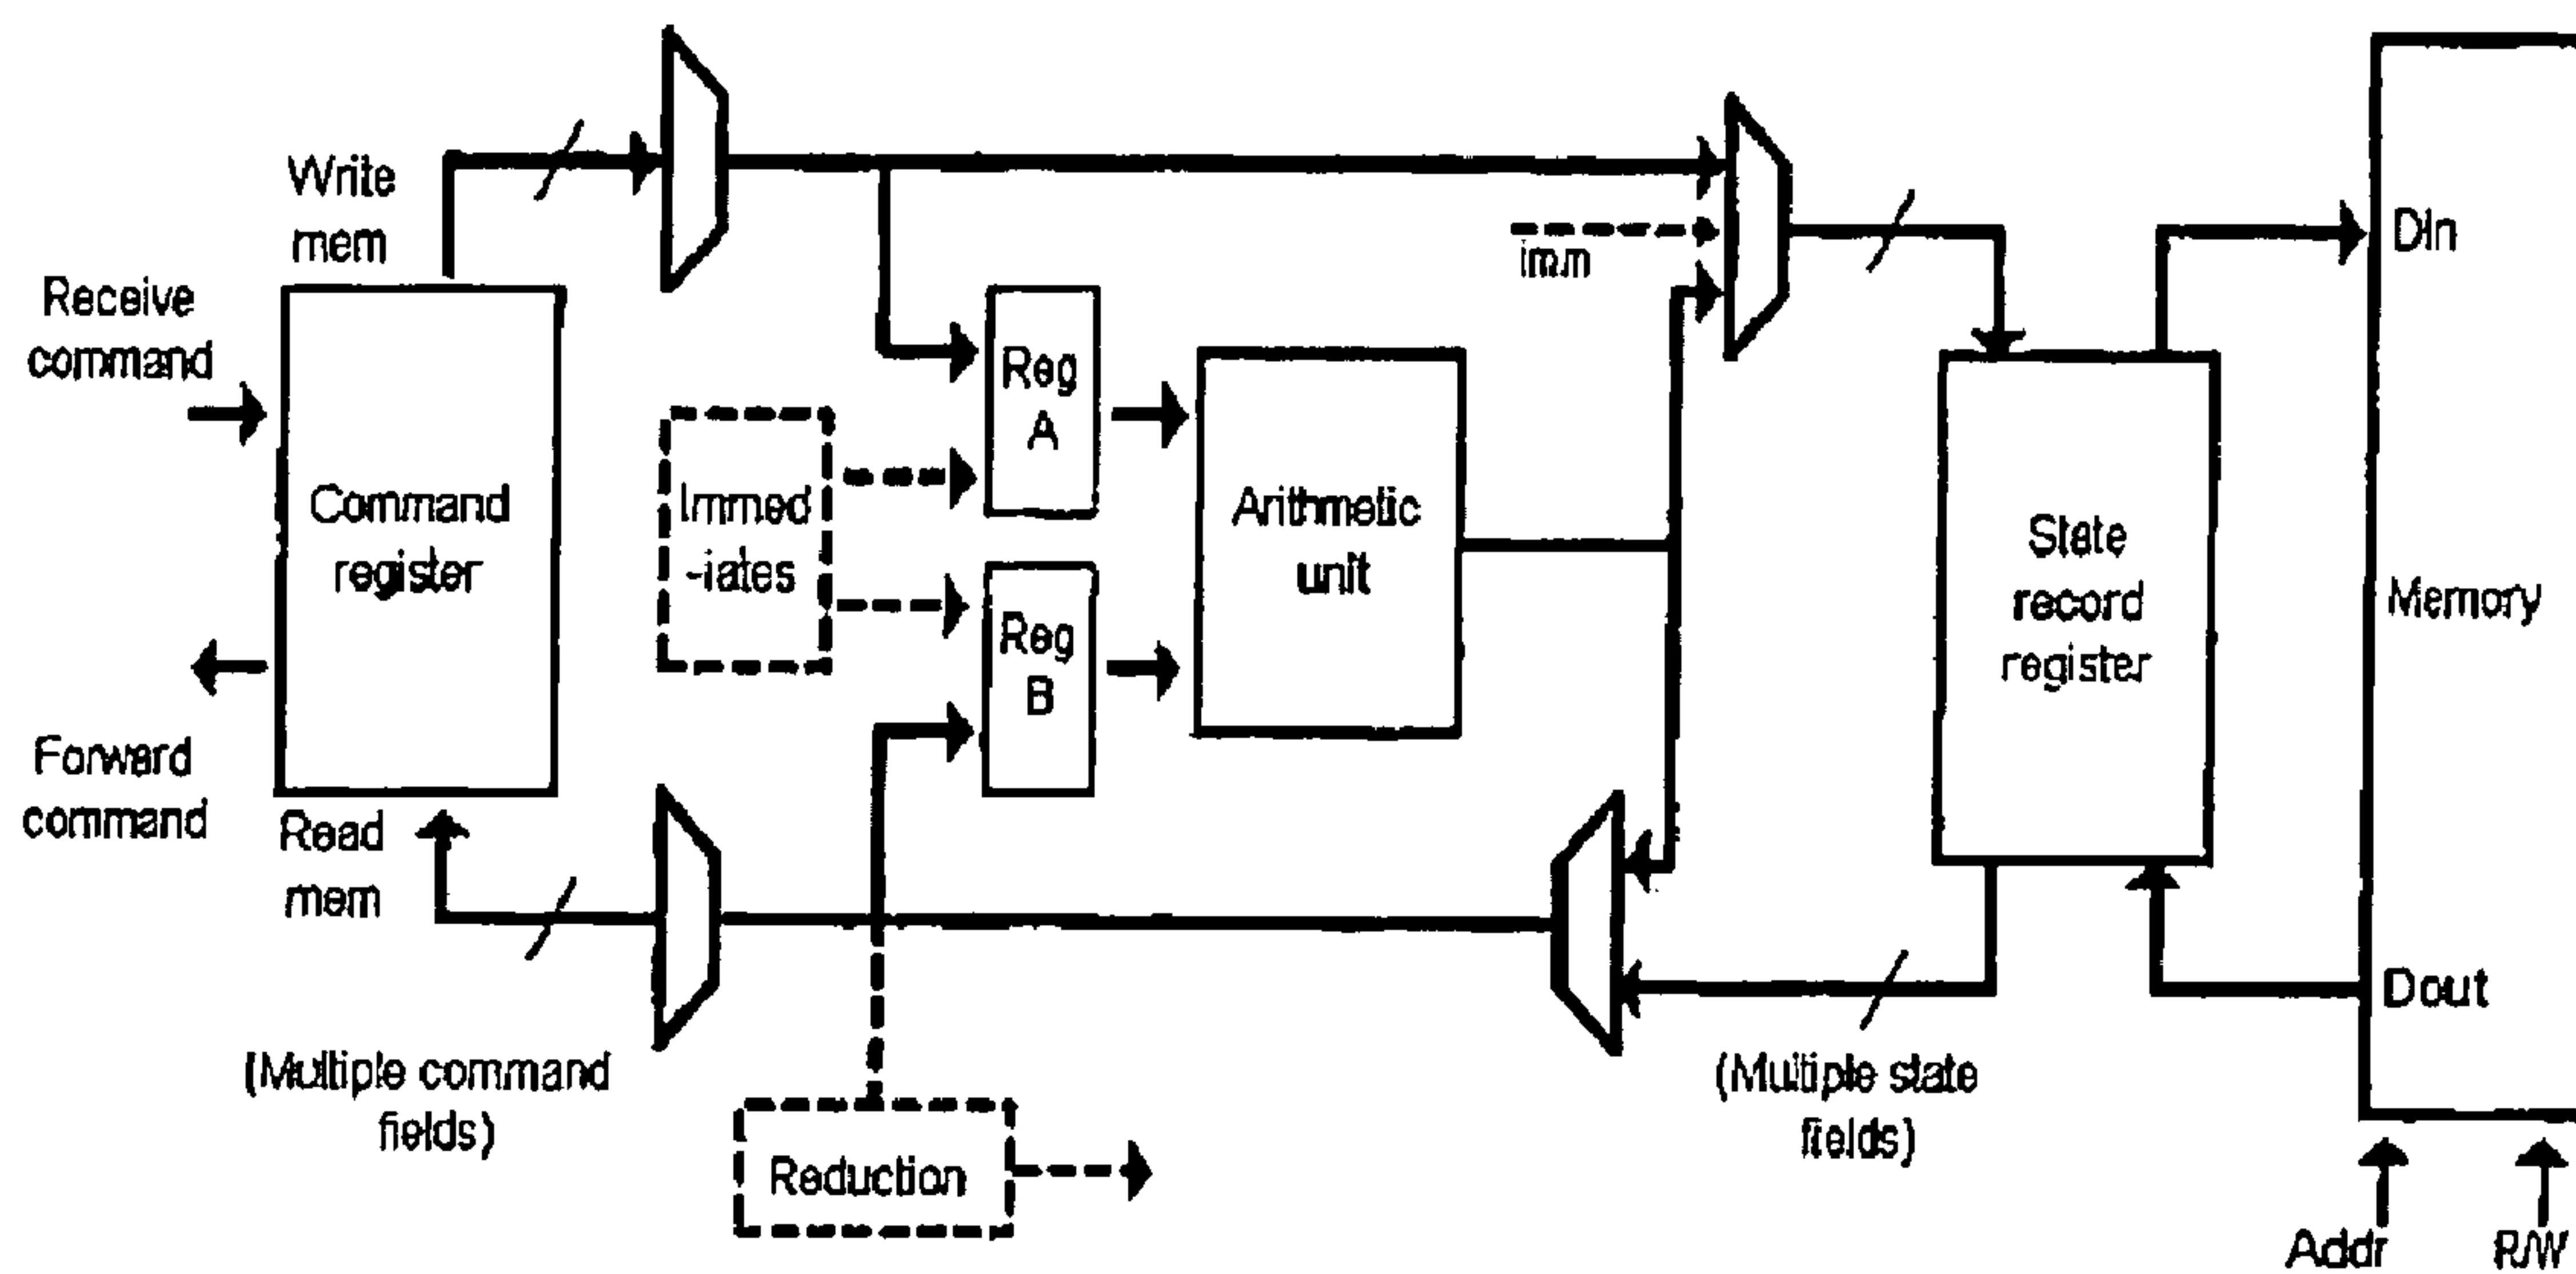 Write
mem
Receive
command
Command
register
Forward
command
Read
mem
(Multiple command
fields)
Immed
-iates
Reg
A
Reg
B
Arithmetic
unit
imm
Reduction
State
record
register
(Multiple state
fields)
DIn
Memory
Dout
Addr
R/W